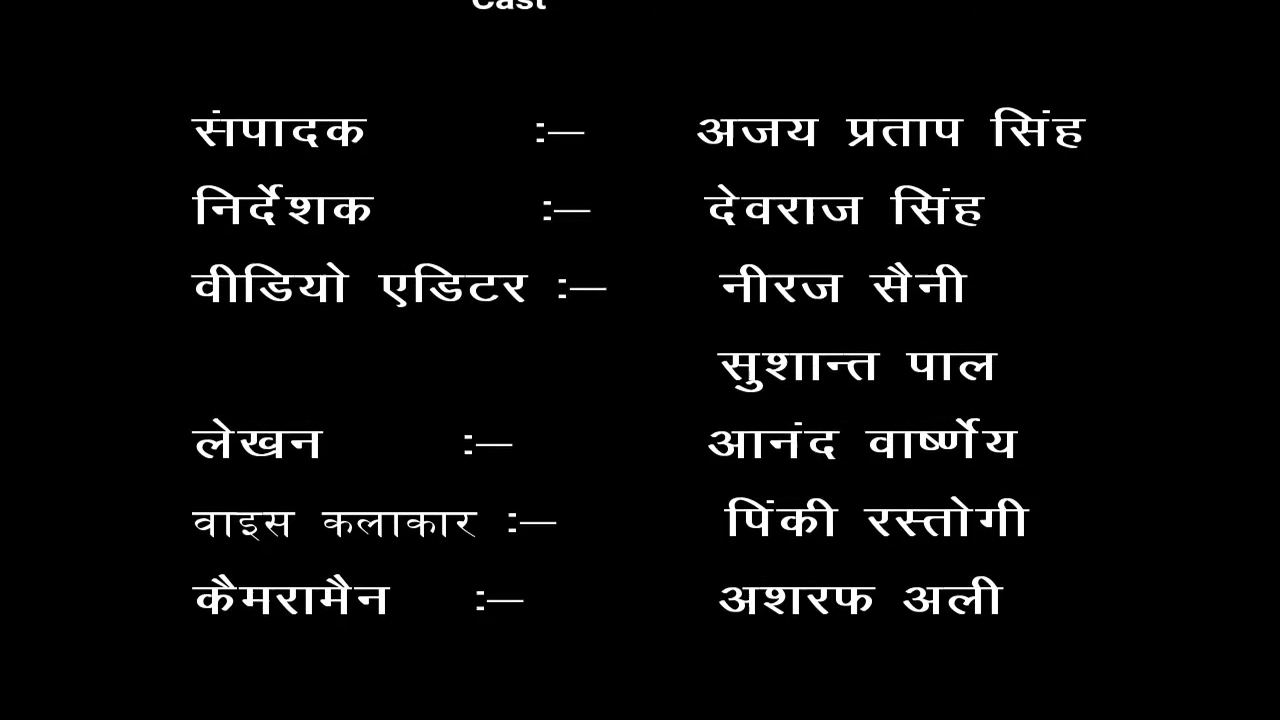 Cast
संपादक :— अजय प्रताप सिंह
निर्देशक :— देवराज सिंह
वीडियो एडिटर :— नीरज सैनी
सुशान्त पाल
लेखन :— आनंद वार्ष्णेय
वाइस कलाकार :— पिंकी रस्तोगी
कैमरामैन :— अशरफ अली